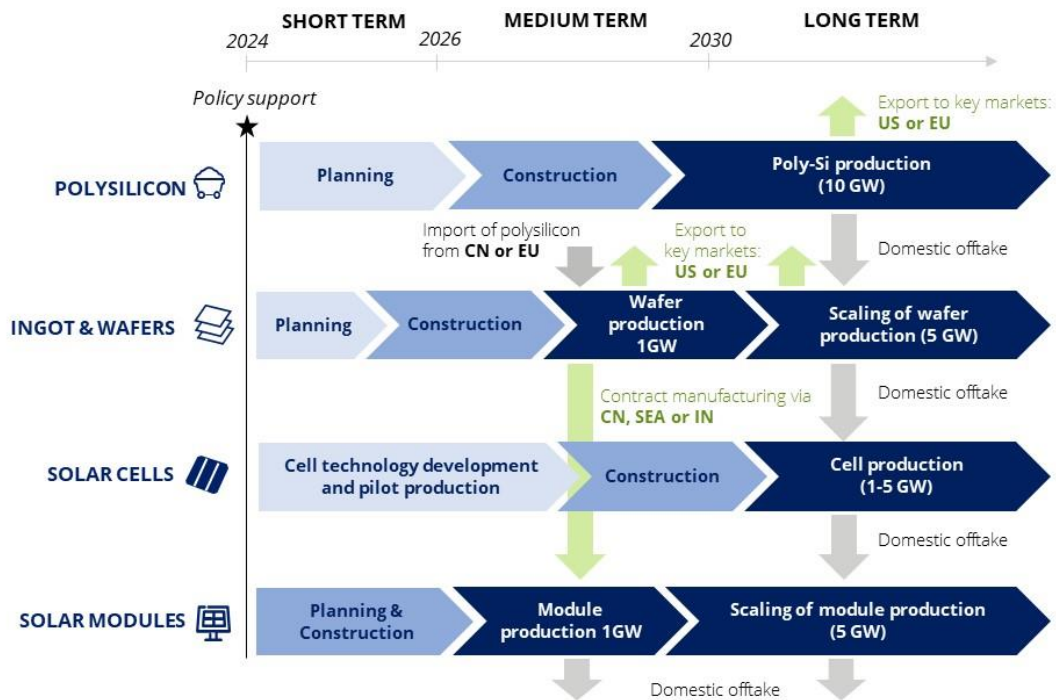 SHORT TERM
MEDIUM TERM
LONG TERM
2024
2026
2030
Policy support
Export to key markets:
US or EU
POLYSILICON
Planning
Construction
Poly-Si production
(10 GW)
Import of polysilicon
from CN or EU
Export to
key markets:
US or EU
Domestic offtake
INGOT & WAFERS
Planning
Construction
Wafer
production
1GW
Scaling of wafer
production (5 GW)
Contract manufacturing via
CN, SEA or IN
Domestic offtake
SOLAR CELLS
Cell technology development
and pilot production
Construction
Cell production
(1-5 GW)
Domestic offtake
SOLAR MODULES
Planning &
Construction
Module
production 1GW
Scaling of module production
(5 GW)
Domestic offtake